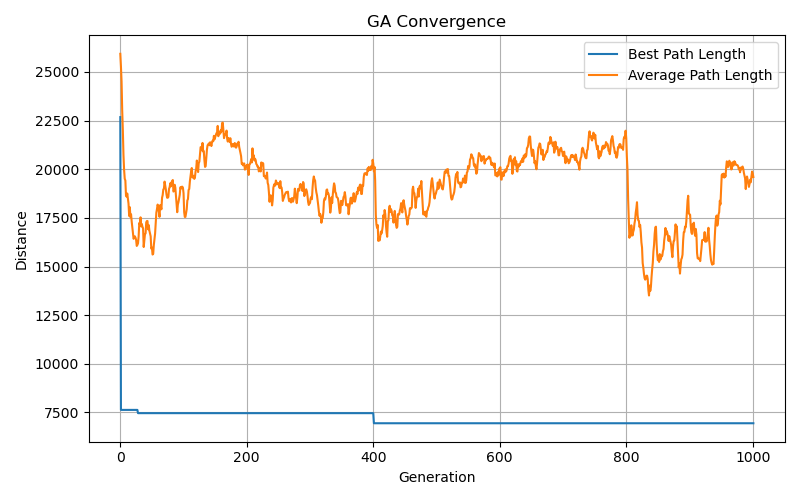 GA Convergence
Best Path Length
Average Path Length
Distance
25000
22500
20000
17500
15000
12500
10000
7500
0 200 400 600 800 1000
Generation